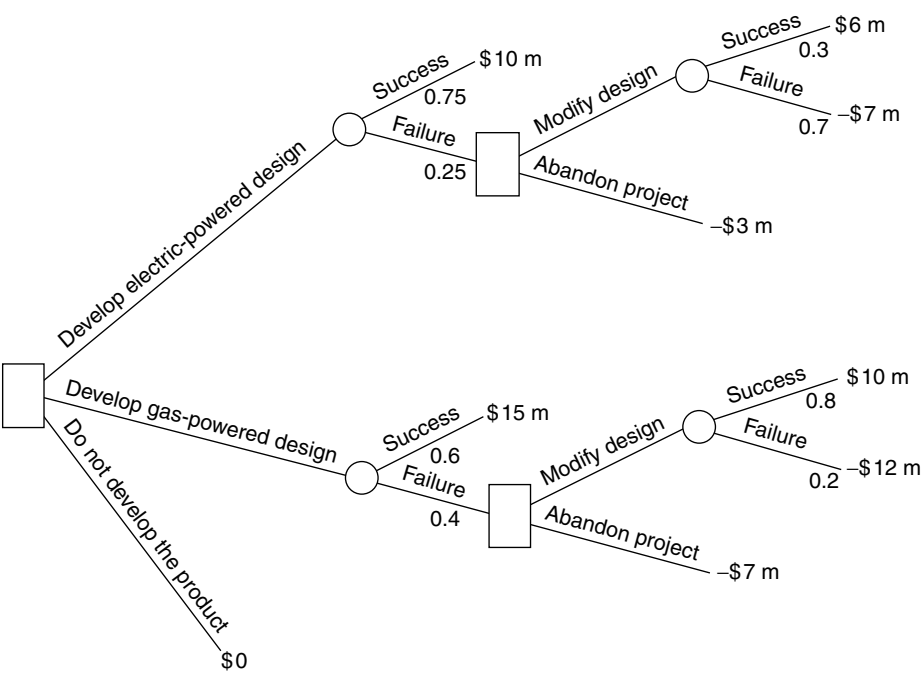 Develop electric-powered design
Success
0.75
$10 m
Failure
0.25
Modify design
Success
0.3
$6 m
Failure
0.7
–$7 m
Abandon project
–$3 m
Develop gas-powered design
Success
0.6
$15 m
Failure
0.4
Modify design
Success
0.8
$10 m
Failure
0.2
–$12 m
Abandon project
–$7 m
Do not develop the product
$0